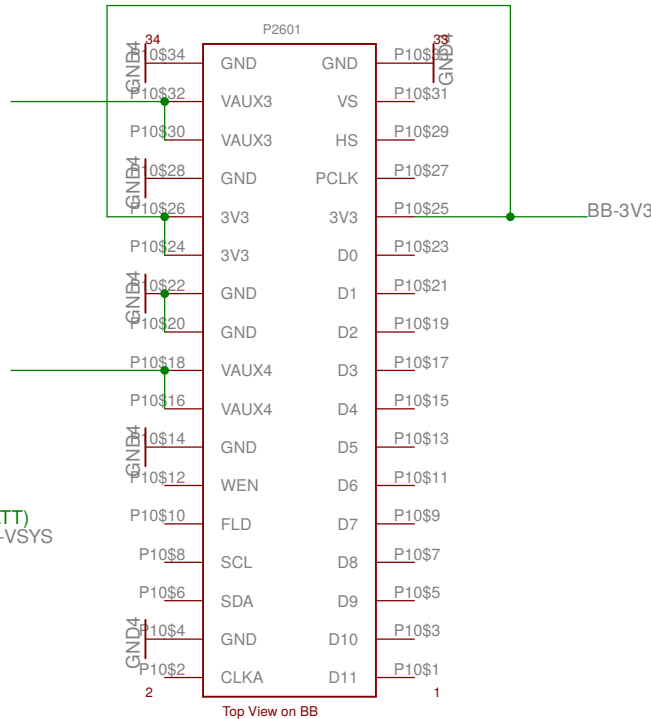 P2601
34 33
P10$34 GND GND P10$33 GND4
GND4
P10$32 VAUX3 VS P10$31
P10$30 VAUX3 HS P10$29
GND4 P10$28 GND PCLK P10$27
P10$26 3V3 3V3 P10$25 BB-3V3
P10$24 3V3 D0 P10$23
GND4 P10$22 GND D1 P10$21
P10$20 GND D2 P10$19
P10$18 VAUX4 D3 P10$17
P10$16 VAUX4 D4 P10$15
GND4 P10$14 GND D5 P10$13
P10$12 WEN D6 P10$11
TT)
P10$10 FLD D7 P10$9
-VSYS
P10$8 SCL D8 P10$7
P10$6 SDA D9 P10$5
GND4 P10$4 GND D10 P10$3
P10$2 CLKA D11 P10$1
2 1
Top View on BB